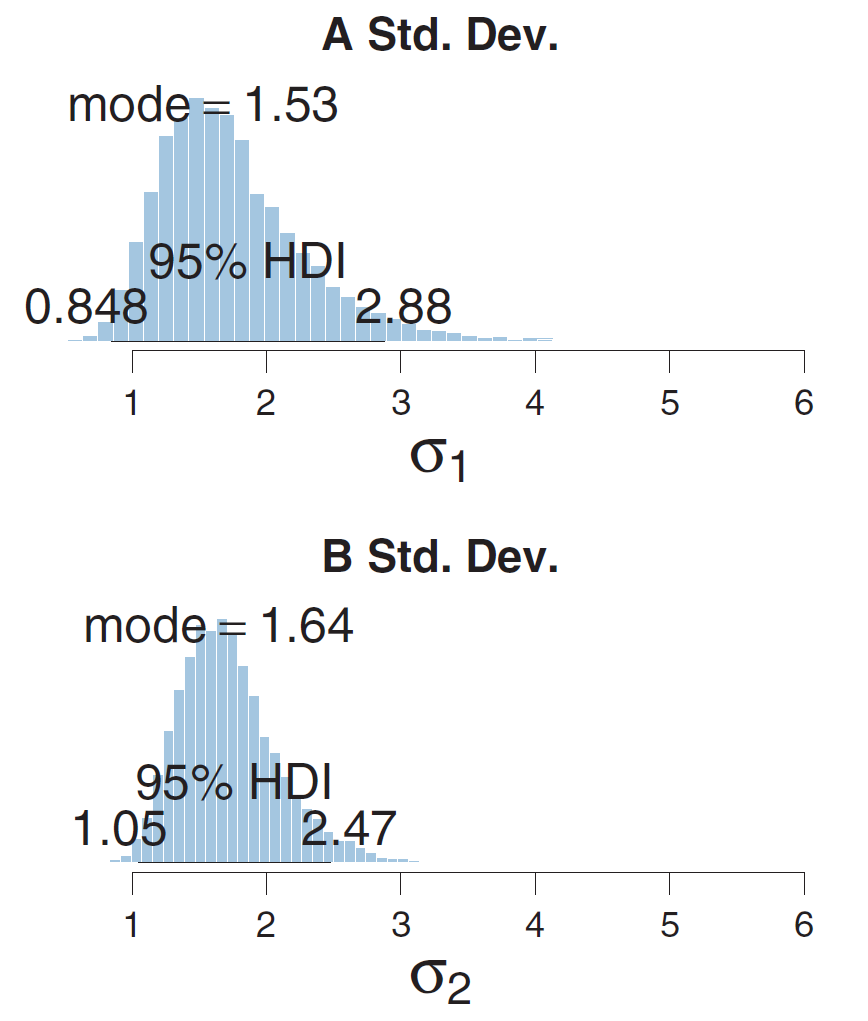 A Std. Dev.
mode = 1.53
95% HDI
0.848 2.88
1 2 3 4 5 6
σ1
B Std. Dev.
mode = 1.64
95% HDI
1.05 2.47
1 2 3 4 5 6
σ2